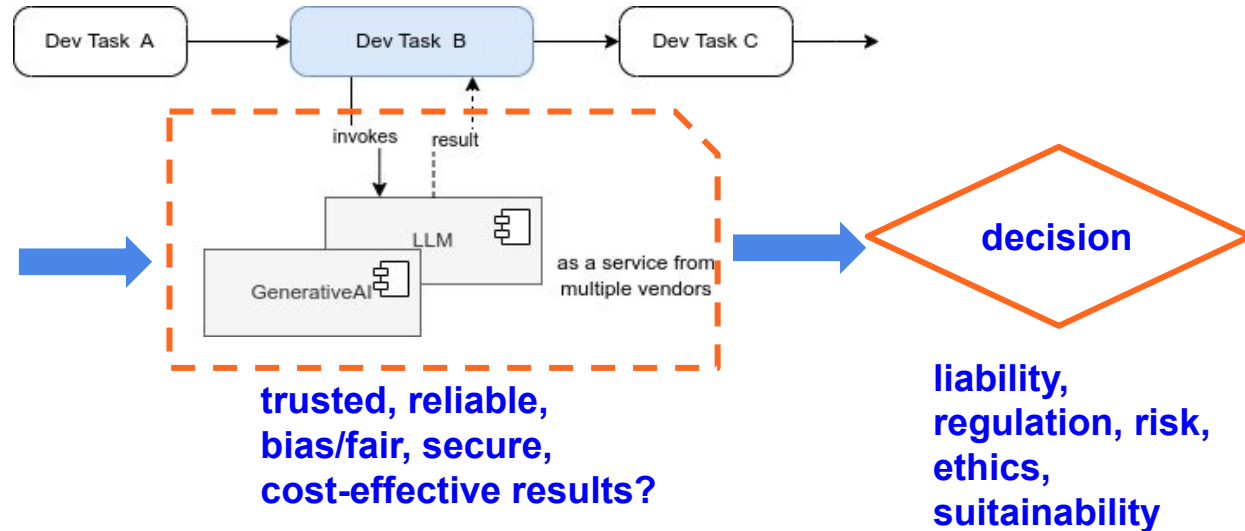 Dev Task A
Dev Task B
Dev Task C
invokes
result
LLM
GenerativeAI
as a service from
multiple vendors
decision
trusted, reliable,
bias/fair, secure,
cost-effective results?
liability,
regulation, risk,
ethics,
suitainability